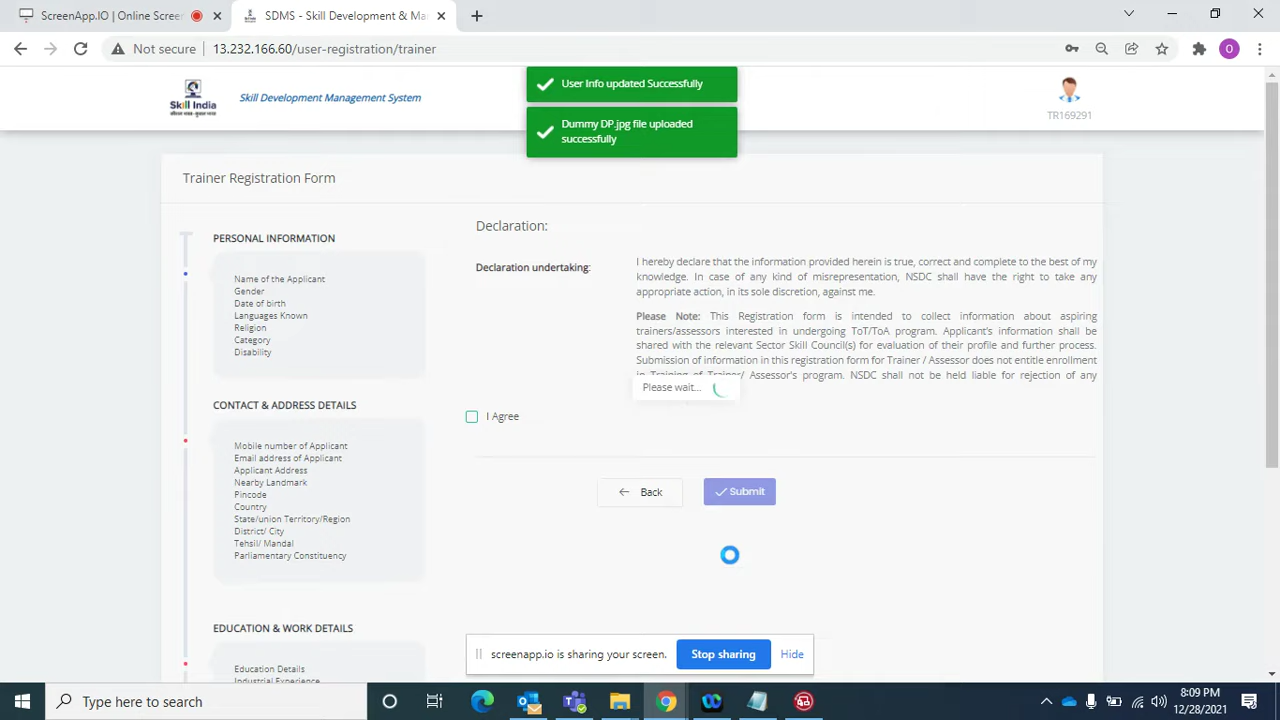 ScreenApp.IO | Online Screen
SDMS - Skill Development & Ma
Not secure
13.232.166.60/user-registration/trainer
O
Skill India
Skill Development Management System
User Info updated Successfully
Dummy DP.jpg file uploaded
successfully
TR169291
Trainer Registration Form
PERSONAL INFORMATION
Name of the Applicant
Gender
Date of birth
Languages Known
Religion
Category
Disability
CONTACT & ADDRESS DETAILS
Mobile number of Applicant
Email address of Applicant
Applicant Address
Nearby Landmark
Pincode
Country
State/union Territory/Region
District/ City
Tehsil/ Mandal
Parliamentary Constituency
EDUCATION & WORK DETAILS
Education Details
Industrial Experience
Declaration:
Declaration undertaking:
I hereby declare that the information provided herein is true, correct and complete to the best of my
knowledge. In case of any kind of misrepresentation, NSDC shall have the right to take any
appropriate action, in its sole discretion, against me.
Please Note: This Registration form is intended to collect information about aspiring
trainers/assessors interested in undergoing ToT/ToA program. Applicant's information shall be
shared with the relevant Sector Skill Council(s) for evaluation of their profile and further process.
Submission of information in this registration form for Trainer / Assessor does not entitle enrollment
in Training of Trainer/ Assessor's program. NSDC shall not be held liable for rejection of any
Please wait...
I Agree
Back
Submit
screenapp.io is sharing your screen.
Stop sharing
Hide
Type here to search
8:09 PM
12/28/2021